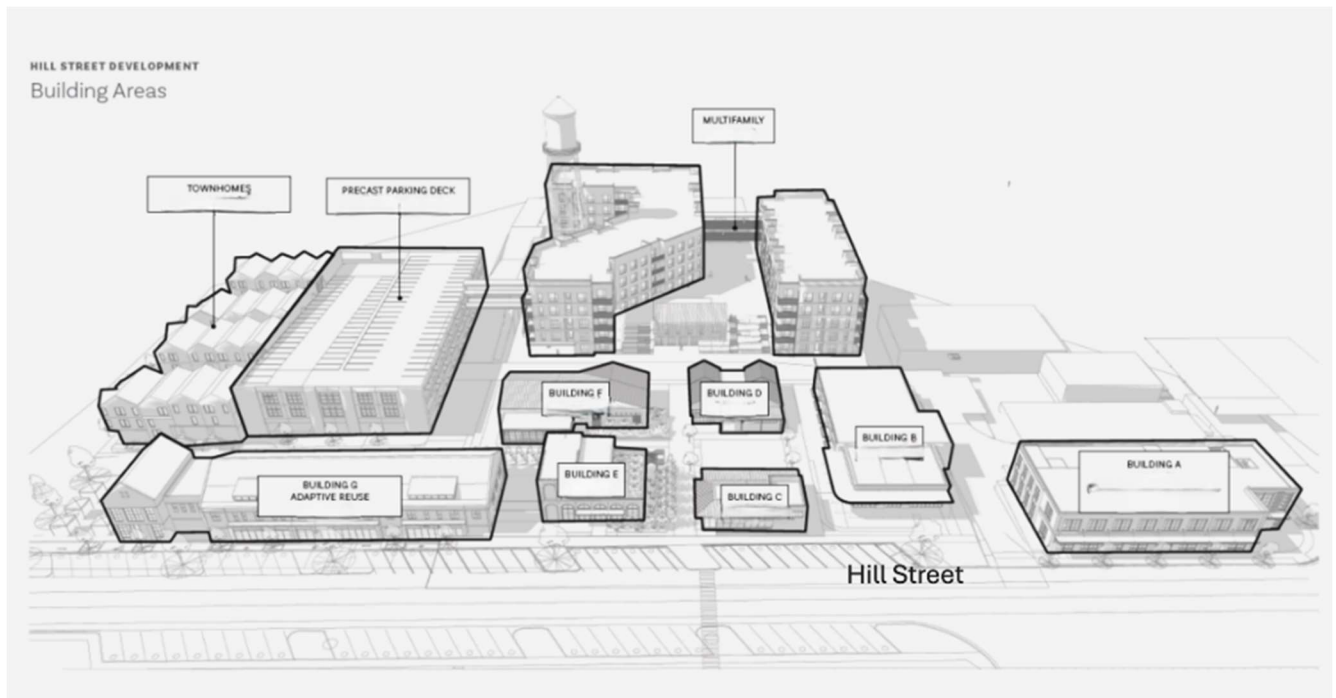 HILL STREET DEVELOPMENT
Building Areas
MULTIFAMILY
TOWNHOMES
PRECAST PARKING DECK
BUILDING F
BUILDING D
BUILDING B
BUILDING A
BUILDING E
BUILDING G
ADAPTIVE REUSE
BUILDING C
Hill Street